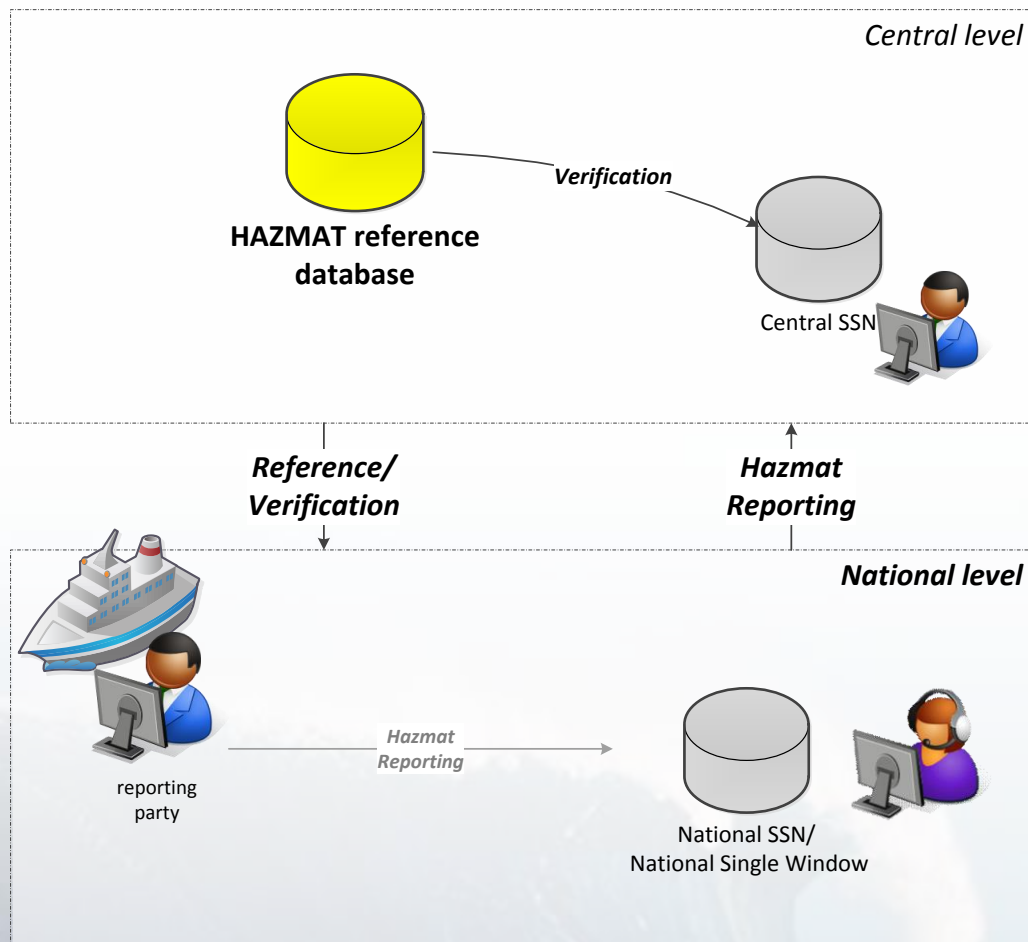 Central level
Verification
HAZMAT reference
database
Central SSN
Reference/
Verification
Hazmat
Reporting
National level
Hazmat
Reporting
reporting
party
National SSN/
National Single Window